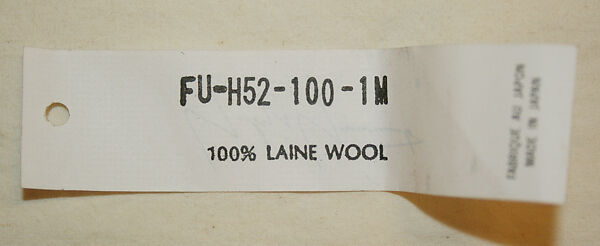 FU-H52-100-1M
100% LAINE WOOL
FABRIQUE AU JAPON
MADE IN JAPAN